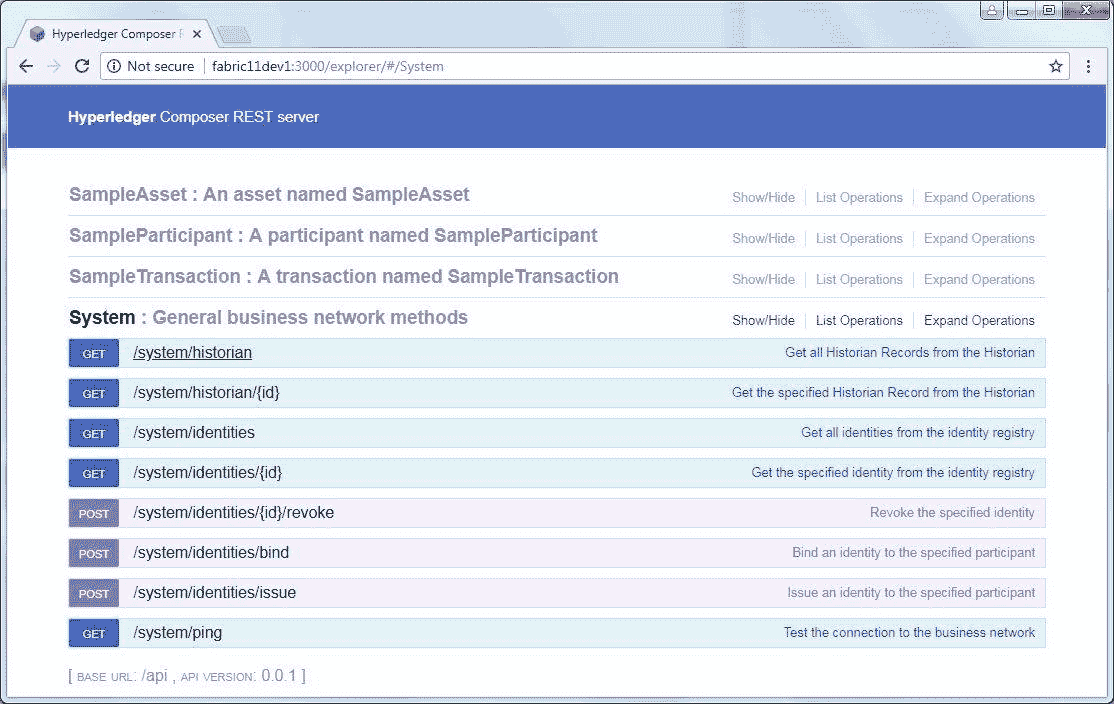 Hyperledger Composer R
Not secure fabric11dev1:3000/explorer/#/System
Hyperledger Composer REST server
SampleAsset : An asset named SampleAsset Show/Hide List Operations Expand Operations
SampleParticipant : A participant named SampleParticipant Show/Hide List Operations Expand Operations
SampleTransaction : A transaction named SampleTransaction Show/Hide List Operations Expand Operations
System : General business network methods Show/Hide List Operations Expand Operations
GET /system/historian Get all Historian Records from the Historian
GET /system/historian/{id} Get the specified Historian Record from the Historian
GET /system/identities Get all identities from the identity registry
GET /system/identities/{id} Get the specified identity from the identity registry
POST /system/identities/{id}/revoke Revoke the specified identity
POST /system/identities/bind Bind an identity to the specified participant
POST /system/identities/issue Issue an identity to the specified participant
GET /system/ping Test the connection to the business network
[ BASE URL: /api , API VERSION: 0.0.1 ]